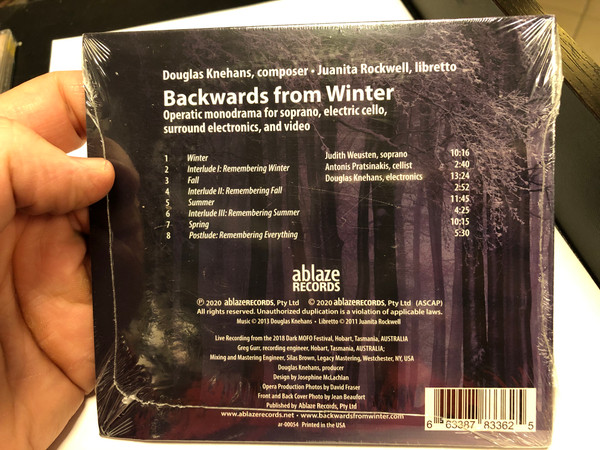 Douglas Knehans, composer • Juanita Rockwell, libretto
Backwards from Winter
Operatic monodrama for soprano, electric cello,
surround electronics, and video
1 Winter Judith Weusten, soprano 10:16
2 Interlude I: Remembering Winter Antonis Pratsinakis, cellist 2:40
3 Fall Douglas Knehans, electronics 13:24
4 Interlude II: Remembering Fall 2:52
5 Summer 11:45
6 Interlude III: Remembering Summer 4:25
7 Spring 10:15
8 Postlude: Remembering Everything 5:30
ablaze
RECORDS
℗ 2020 ablazeRECORDS, Pty Ltd © 2020 ablazeRECORDS, Pty Ltd (ASCAP)
All rights reserved. Unauthorized duplication is a violation of applicable laws.
Music © 2013 Douglas Knehans • Libretto © 2011 Juanita Rockwell
Live Recording from the 2018 Dark MOFO Festival, Hobart, Tasmania, AUSTRALIA
Greg Gurr, recording engineer, Hobart, Tasmania, AUSTRALIA;
Mixing and Mastering Engineer, Silas Brown, Legacy Mastering, Westchester, NY, USA
Douglas Knehans, producer
Design by Josephine McLachlan
Opera Production Photos by David Fraser
Front and Back Cover Photo by Jean Beaufort
Published by Ablaze Records, Pty Ltd
www.ablazerecords.net • www.backwardsfromwinter.com
ar-00054 Printed in the USA
6 63387 83362 5